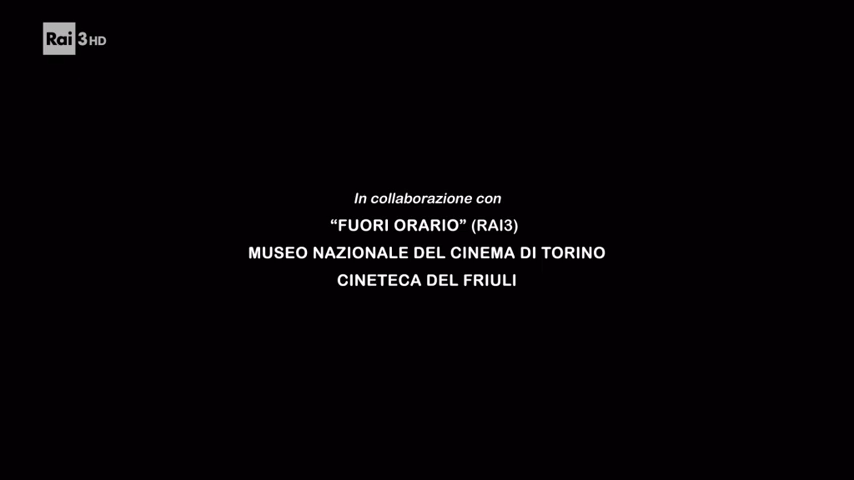 Rai 3HD
In collaborazione con
“FUORI ORARIO” (RAI3)
MUSEO NAZIONALE DEL CINEMA DI TORINO
CINETECA DEL FRIULI